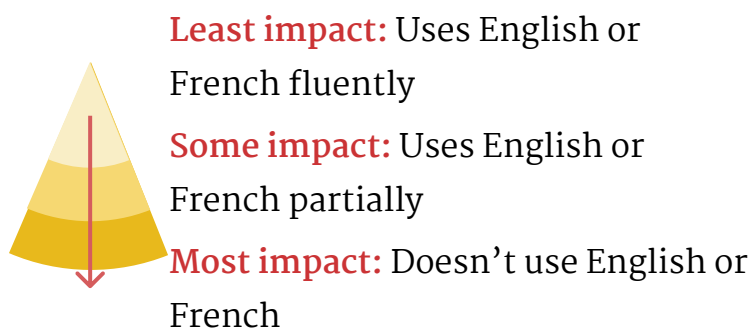 Least impact: Uses English or
French fluently
Some impact: Uses English or
French partially
Most impact: Doesn’t use English or
French